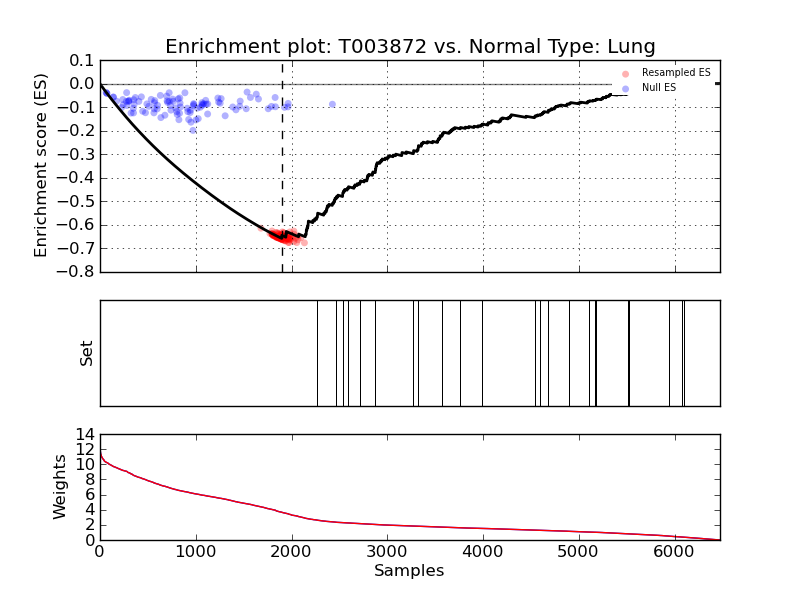 Enrichment plot: T003872 vs. Normal Type: Lung
Enrichment score (ES)
0.1
0.0
−0.1
−0.2
−0.3
−0.4
−0.5
−0.6
−0.7
−0.8
Resampled ES
Null ES
Set
Weights
14
12
10
8
6
4
2
0
0 1000 2000 3000 4000 5000 6000
Samples